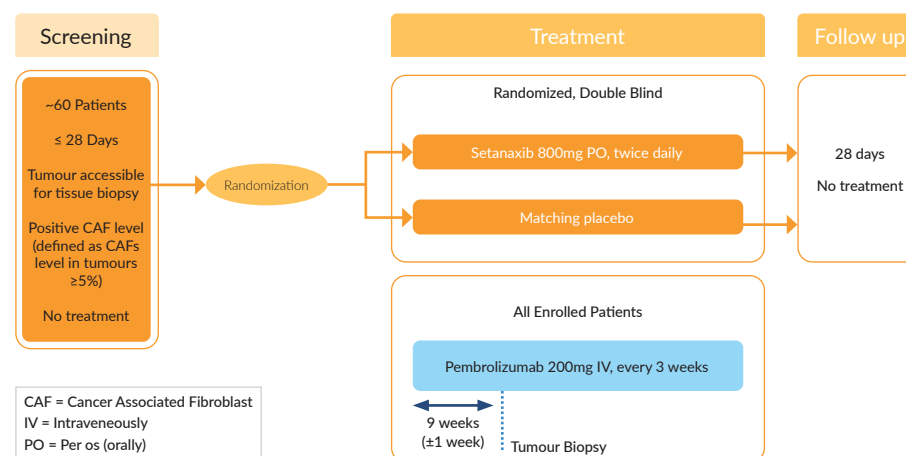 Screening
~60 Patients
≤ 28 Days
Tumour accessible
for tissue biopsy
Positive CAF level
(defined as CAFs
level in tumours
≥5%)
No treatment
Randomization
Treatment
Randomized, Double Blind
Setanaxib 800mg PO, twice daily
Matching placebo
All Enrolled Patients
Pembrolizumab 200mg IV, every 3 weeks
9 weeks
(±1 week)
Tumour Biopsy
Follow up
28 days
No treatment
CAF = Cancer Associated Fibroblast
IV = Intraveneously
PO = Per os (orally)